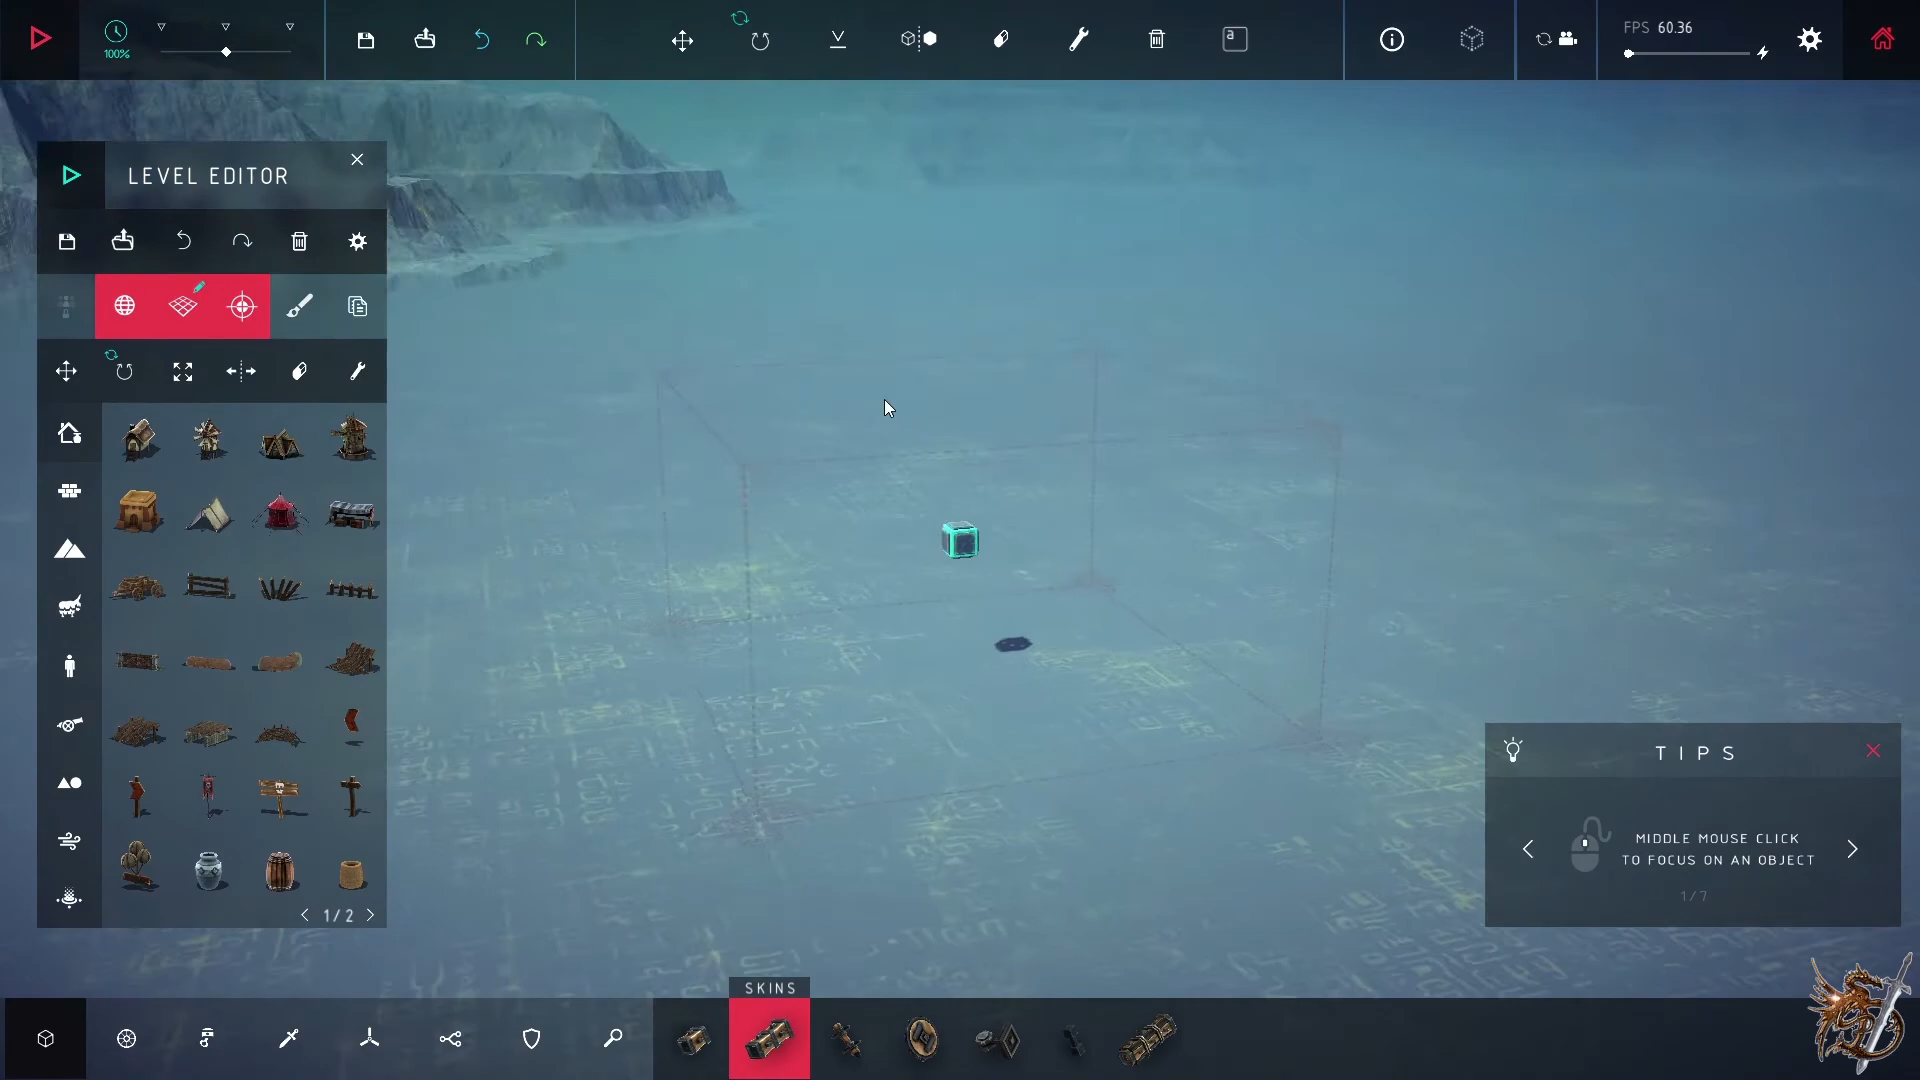 100%
a
FPS 60.36
LEVEL EDITOR
1/2
TIPS
MIDDLE MOUSE CLICK
TO FOCUS ON AN OBJECT
1/7
SKINS